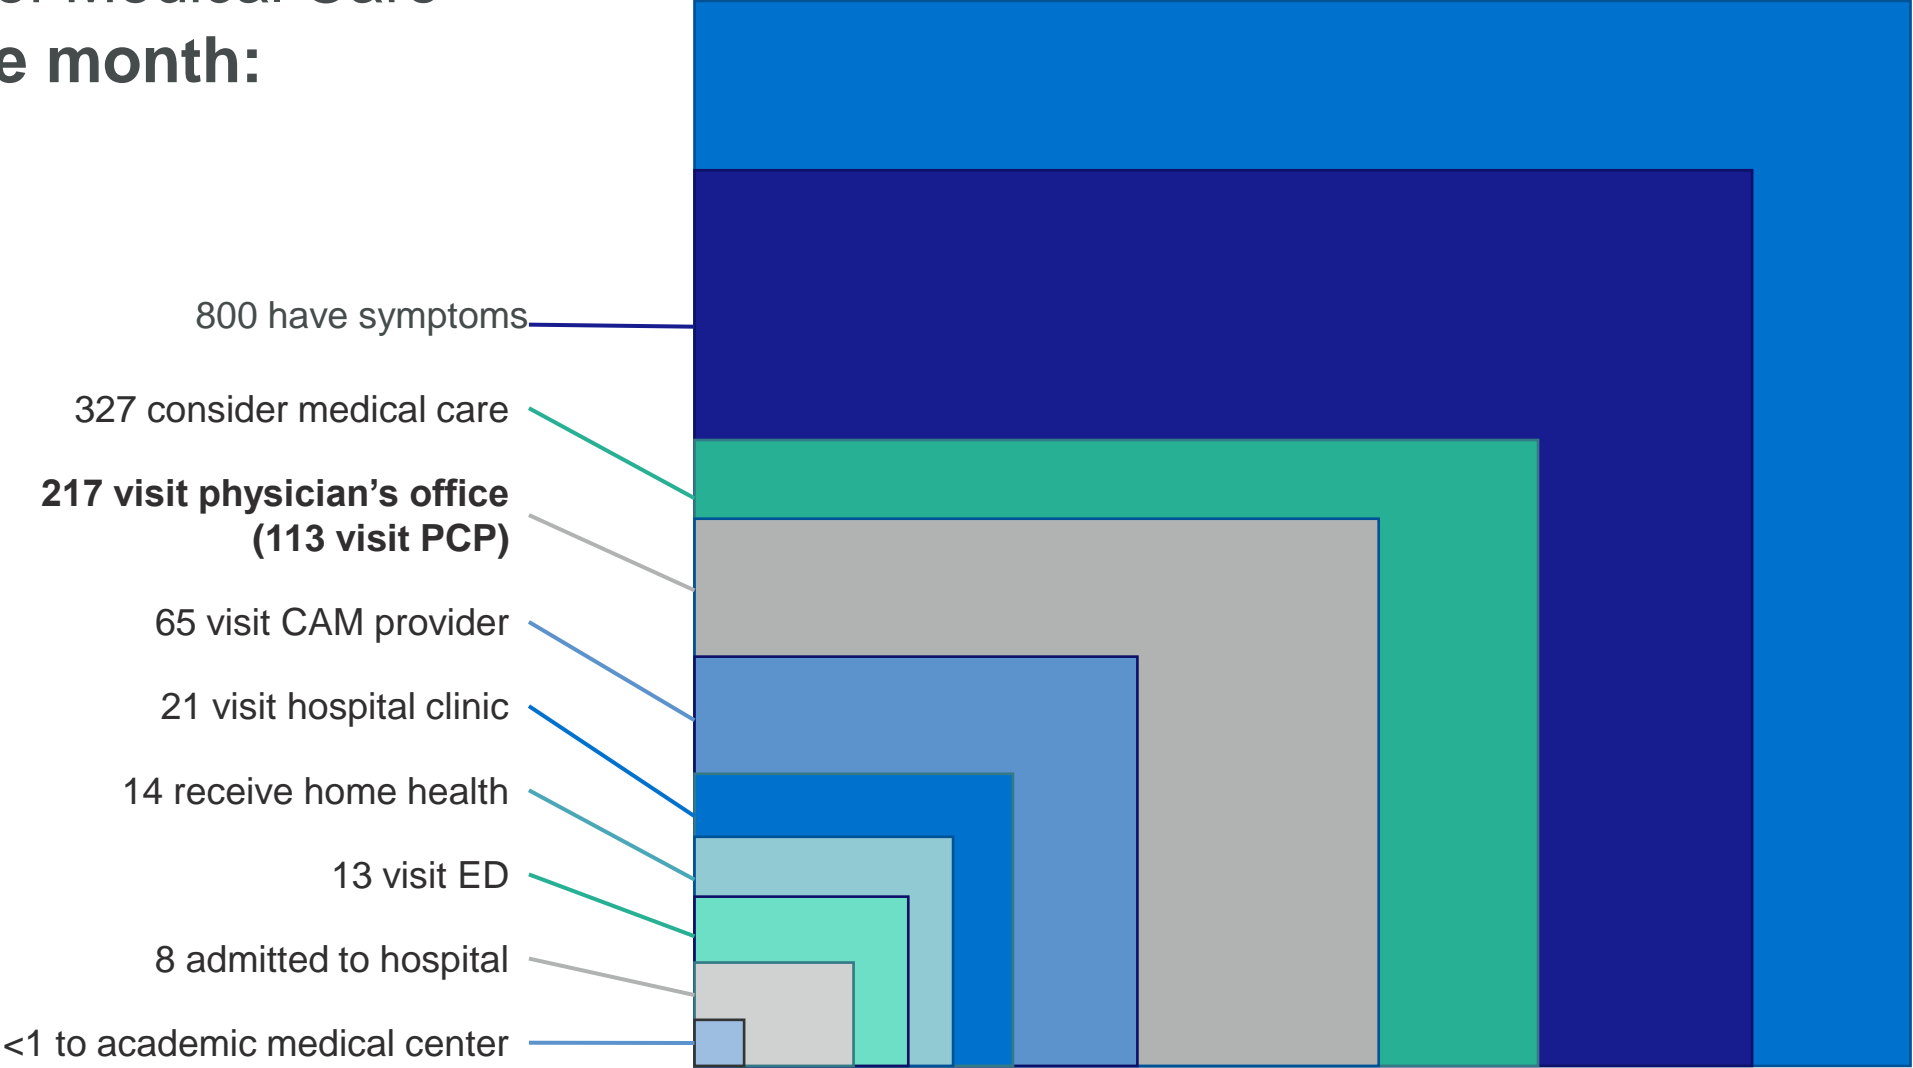 Medical Care
month:
800 have symptoms
327 consider medical care
217 visit physician’s office
(113 visit PCP)
65 visit CAM provider
21 visit hospital clinic
14 receive home health
13 visit ED
8 admitted to hospital
<1 to academic medical center